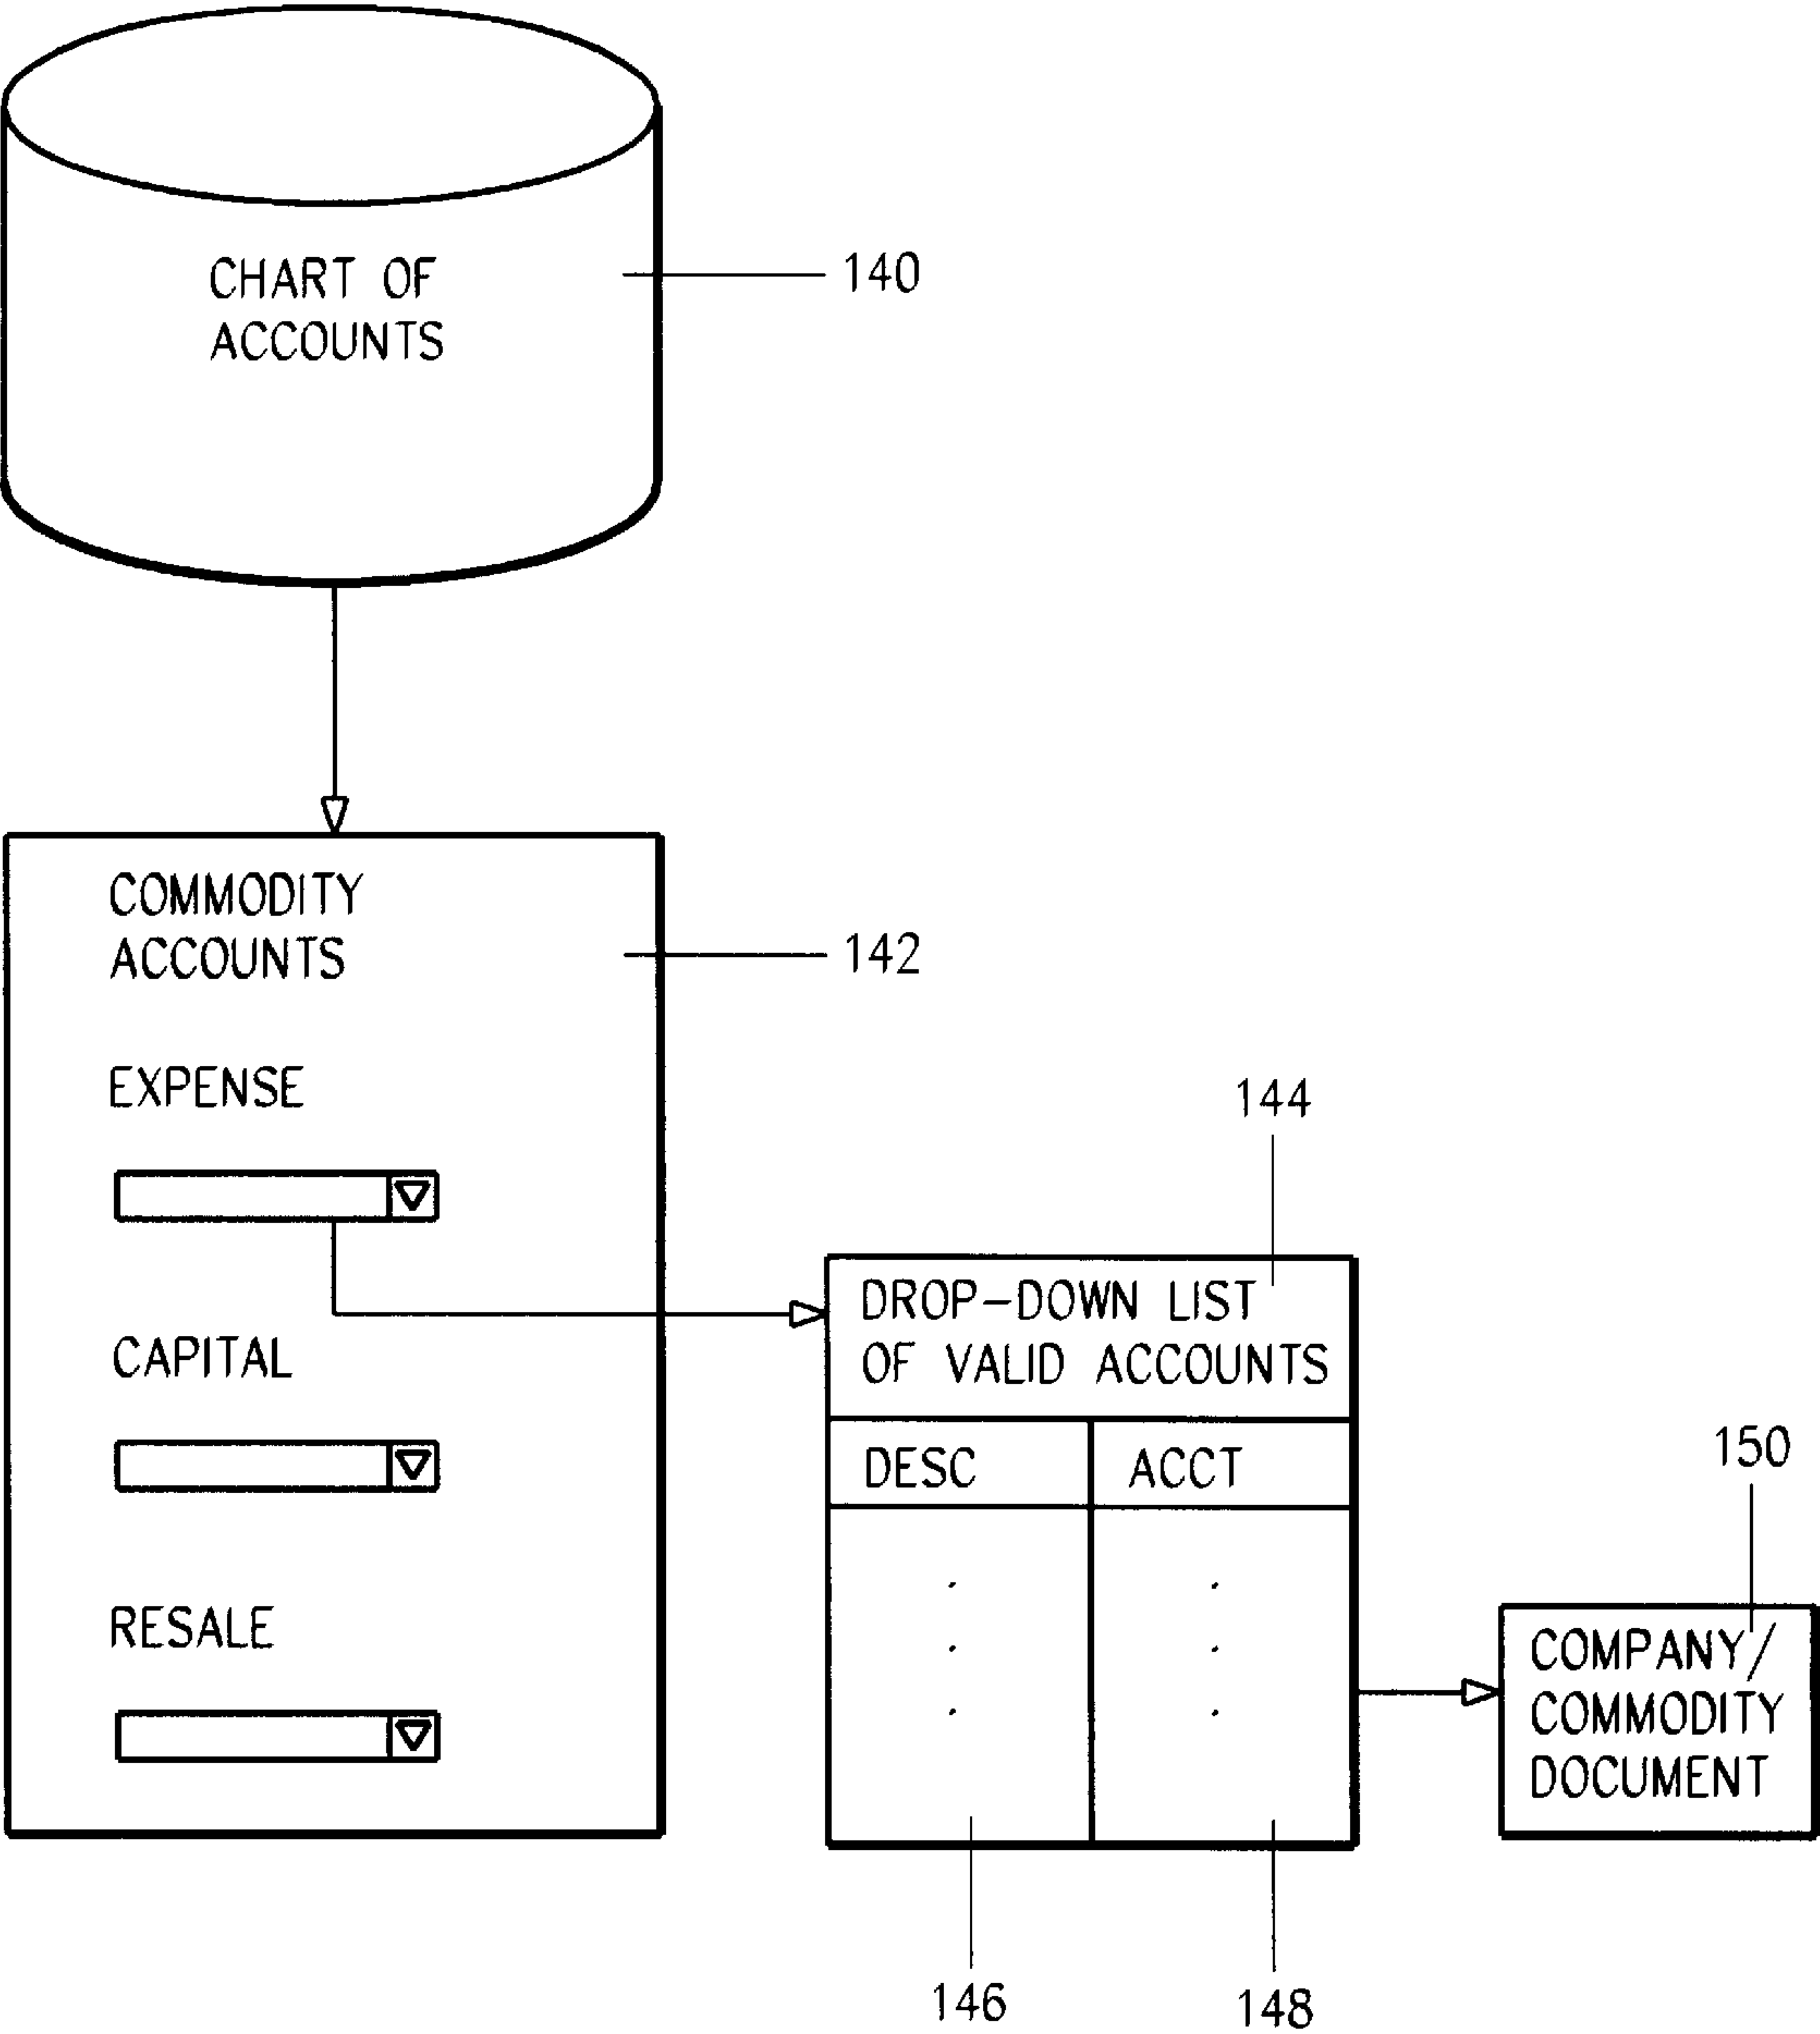 CHART OF
ACCOUNTS
140
COMMODITY
ACCOUNTS
142
EXPENSE
144
DROP-DOWN LIST
OF VALID ACCOUNTS
CAPITAL
DESC ACCT
150
RESALE
COMPANY/
COMMODITY
DOCUMENT
146
148